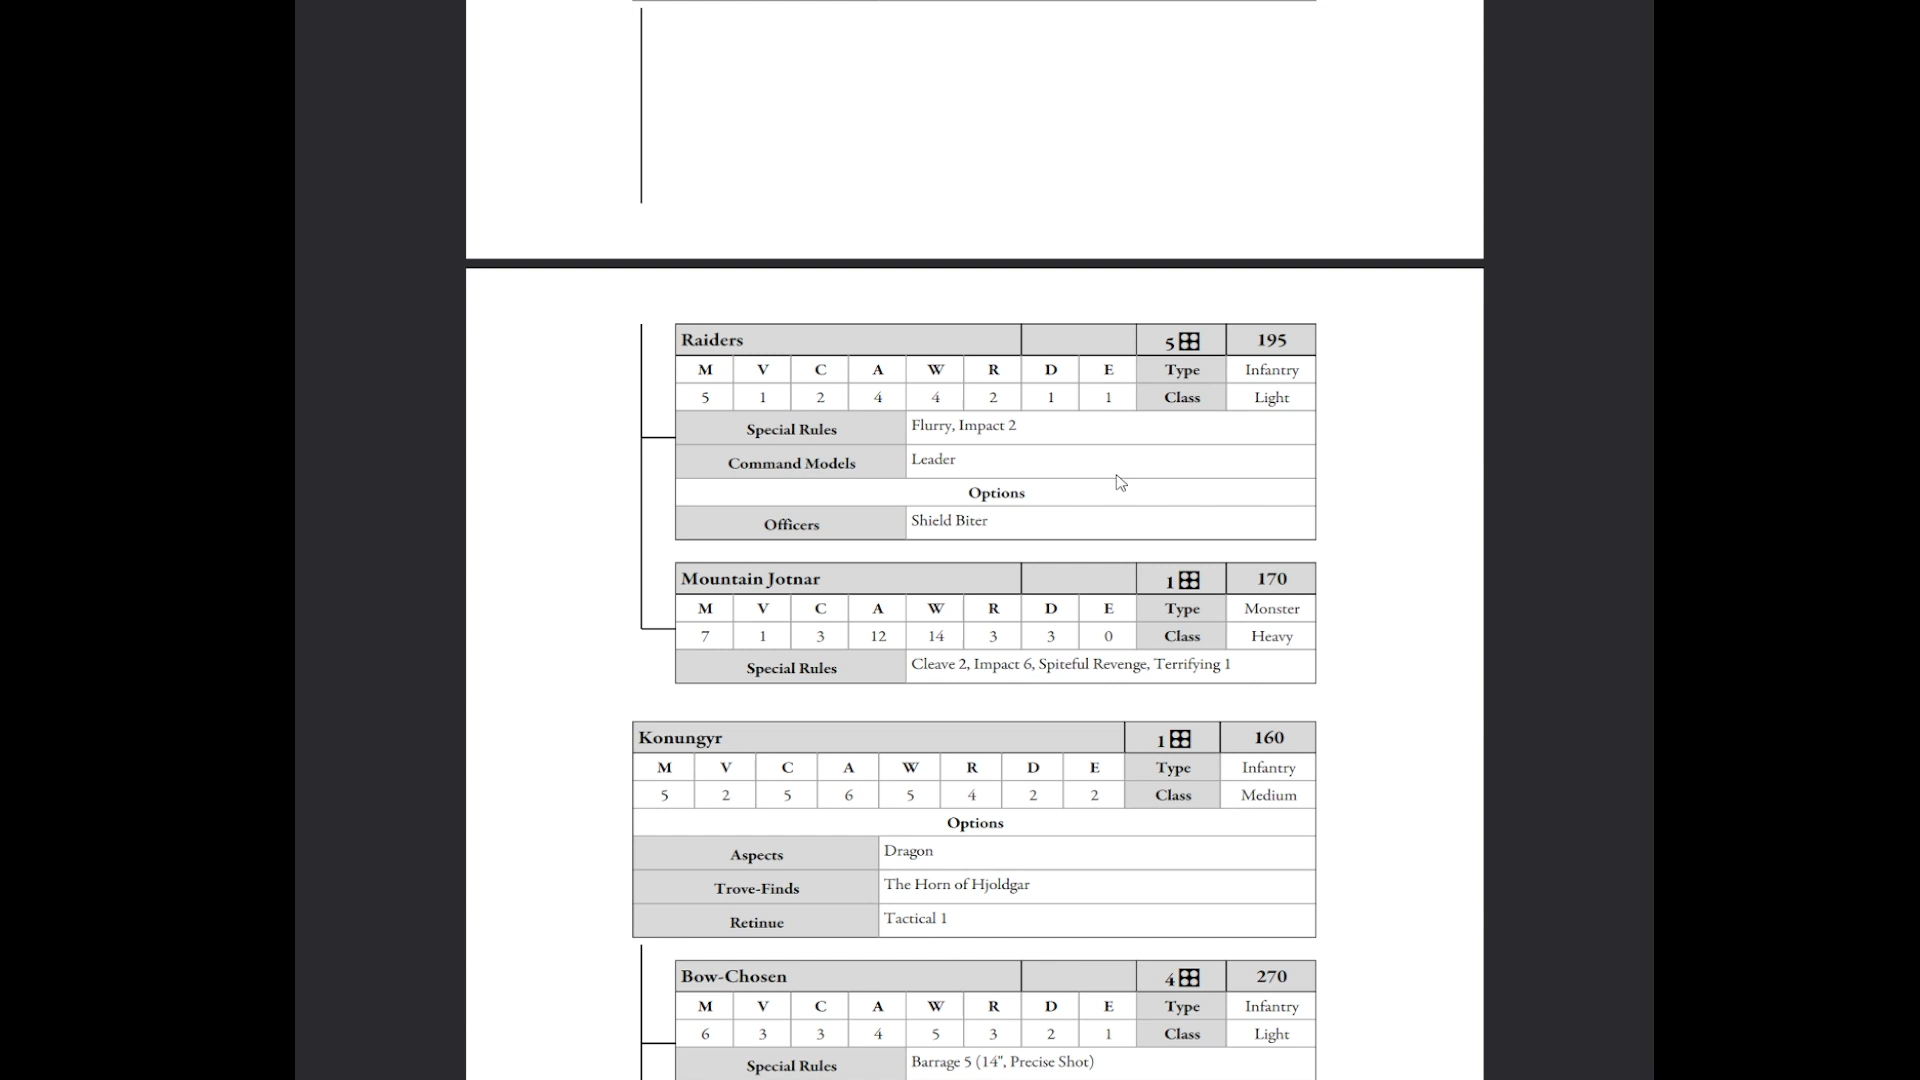 Raiders 5 195
M V C A W R D E Type Infantry
5 1 2 4 4 2 1 1 Class Light
Special Rules Flurry, Impact 2
Command Models Leader
Options
Officers Shield Biter
Mountain Jotnar 1 170
M V C A W R D E Type Monster
7 1 3 12 14 3 3 0 Class Heavy
Special Rules Cleave 2, Impact 6, Spiteful Revenge, Terrifying 1
Konungyr 1 160
M V C A W R D E Type Infantry
5 2 5 6 5 4 2 2 Class Medium
Options
Aspects Dragon
Trove-Finds The Horn of Hjoldgar
Retinue Tactical 1
Bow-Chosen 4 270
M V C A W R D E Type Infantry
6 3 3 4 5 3 2 1 Class Light
Special Rules Barrage 5 (14", Precise Shot)